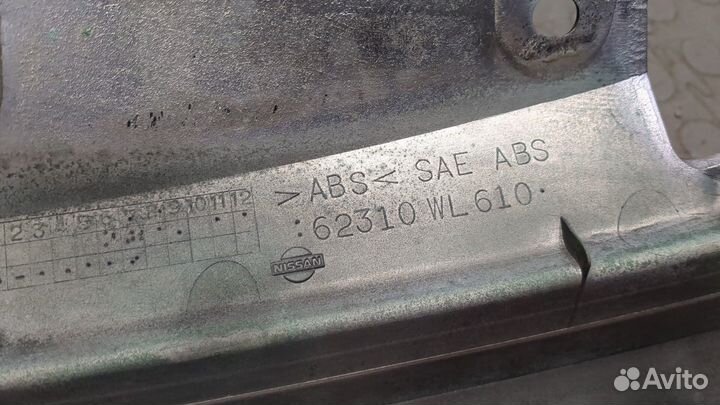 >ABS< SAE ABS
:62310 WL610·
NISSAN
Avito